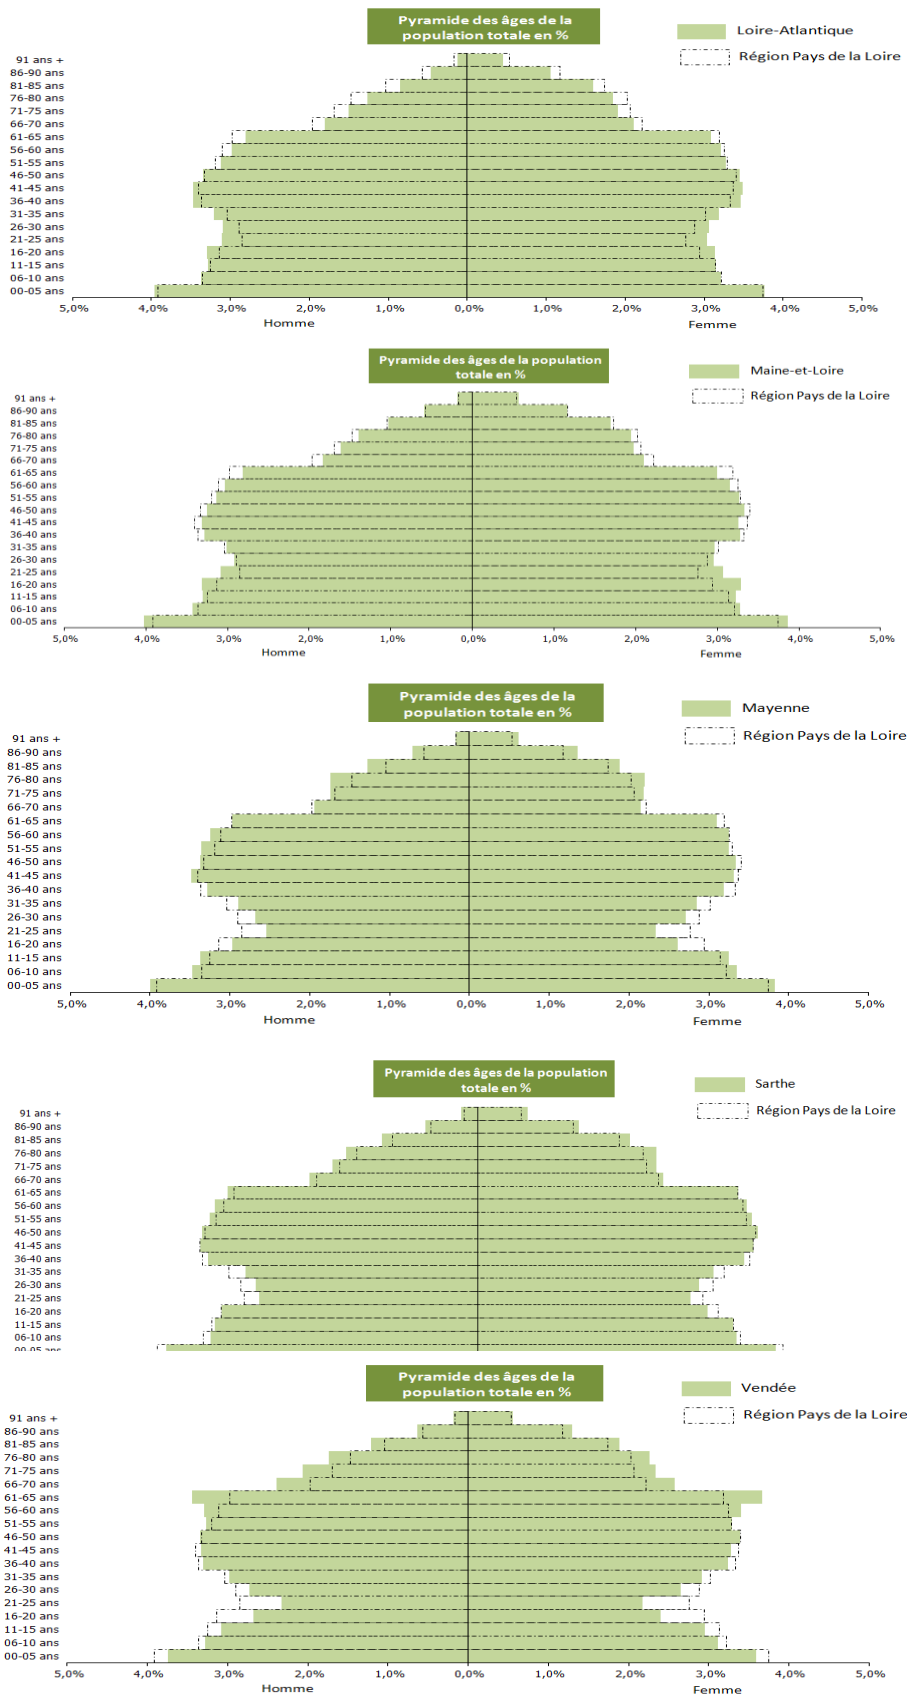 Pyramide des âges de la
population totale en %
Loire-Atlantique
Région Pays de la Loire
91 ans +
86-90 ans
81-85 ans
76-80 ans
71-75 ans
66-70 ans
61-65 ans
56-60 ans
51-55 ans
46-50 ans
41-45 ans
36-40 ans
31-35 ans
26-30 ans
21-25 ans
16-20 ans
11-15 ans
06-10 ans
00-05 ans
5,0% 4,0% 3,0% 2,0% 1,0% 0,0% 1,0% 2,0% 3,0% 4,0% 5,0%
Homme Femme
Pyramide des âges de la population
totale en %
Maine-et-Loire
Région Pays de la Loire
91 ans +
86-90 ans
81-85 ans
76-80 ans
71-75 ans
66-70 ans
61-65 ans
56-60 ans
51-55 ans
46-50 ans
41-45 ans
36-40 ans
31-35 ans
26-30 ans
21-25 ans
16-20 ans
11-15 ans
06-10 ans
00-05 ans
5,0% 4,0% 3,0% 2,0% 1,0% 0,0% 1,0% 2,0% 3,0% 4,0% 5,0%
Homme Femme
Pyramide des âges de la
population totale en %
Mayenne
Région Pays de la Loire
91 ans +
86-90 ans
81-85 ans
76-80 ans
71-75 ans
66-70 ans
61-65 ans
56-60 ans
51-55 ans
46-50 ans
41-45 ans
36-40 ans
31-35 ans
26-30 ans
21-25 ans
16-20 ans
11-15 ans
06-10 ans
00-05 ans
5,0% 4,0% 3,0% 2,0% 1,0% 0,0% 1,0% 2,0% 3,0% 4,0% 5,0%
Homme Femme
Pyramide des âges de la population
totale en %
Sarthe
Région Pays de la Loire
91 ans +
86-90 ans
81-85 ans
76-80 ans
71-75 ans
66-70 ans
61-65 ans
56-60 ans
51-55 ans
46-50 ans
41-45 ans
36-40 ans
31-35 ans
26-30 ans
21-25 ans
16-20 ans
11-15 ans
06-10 ans
00-05 ans
Pyramide des âges de la
population totale en %
Vendée
Région Pays de la Loire
91 ans +
86-90 ans
81-85 ans
76-80 ans
71-75 ans
66-70 ans
61-65 ans
56-60 ans
51-55 ans
46-50 ans
41-45 ans
36-40 ans
31-35 ans
26-30 ans
21-25 ans
16-20 ans
11-15 ans
06-10 ans
00-05 ans
5,0% 4,0% 3,0% 2,0% 1,0% 0,0% 1,0% 2,0% 3,0% 4,0% 5,0%
Homme Femme